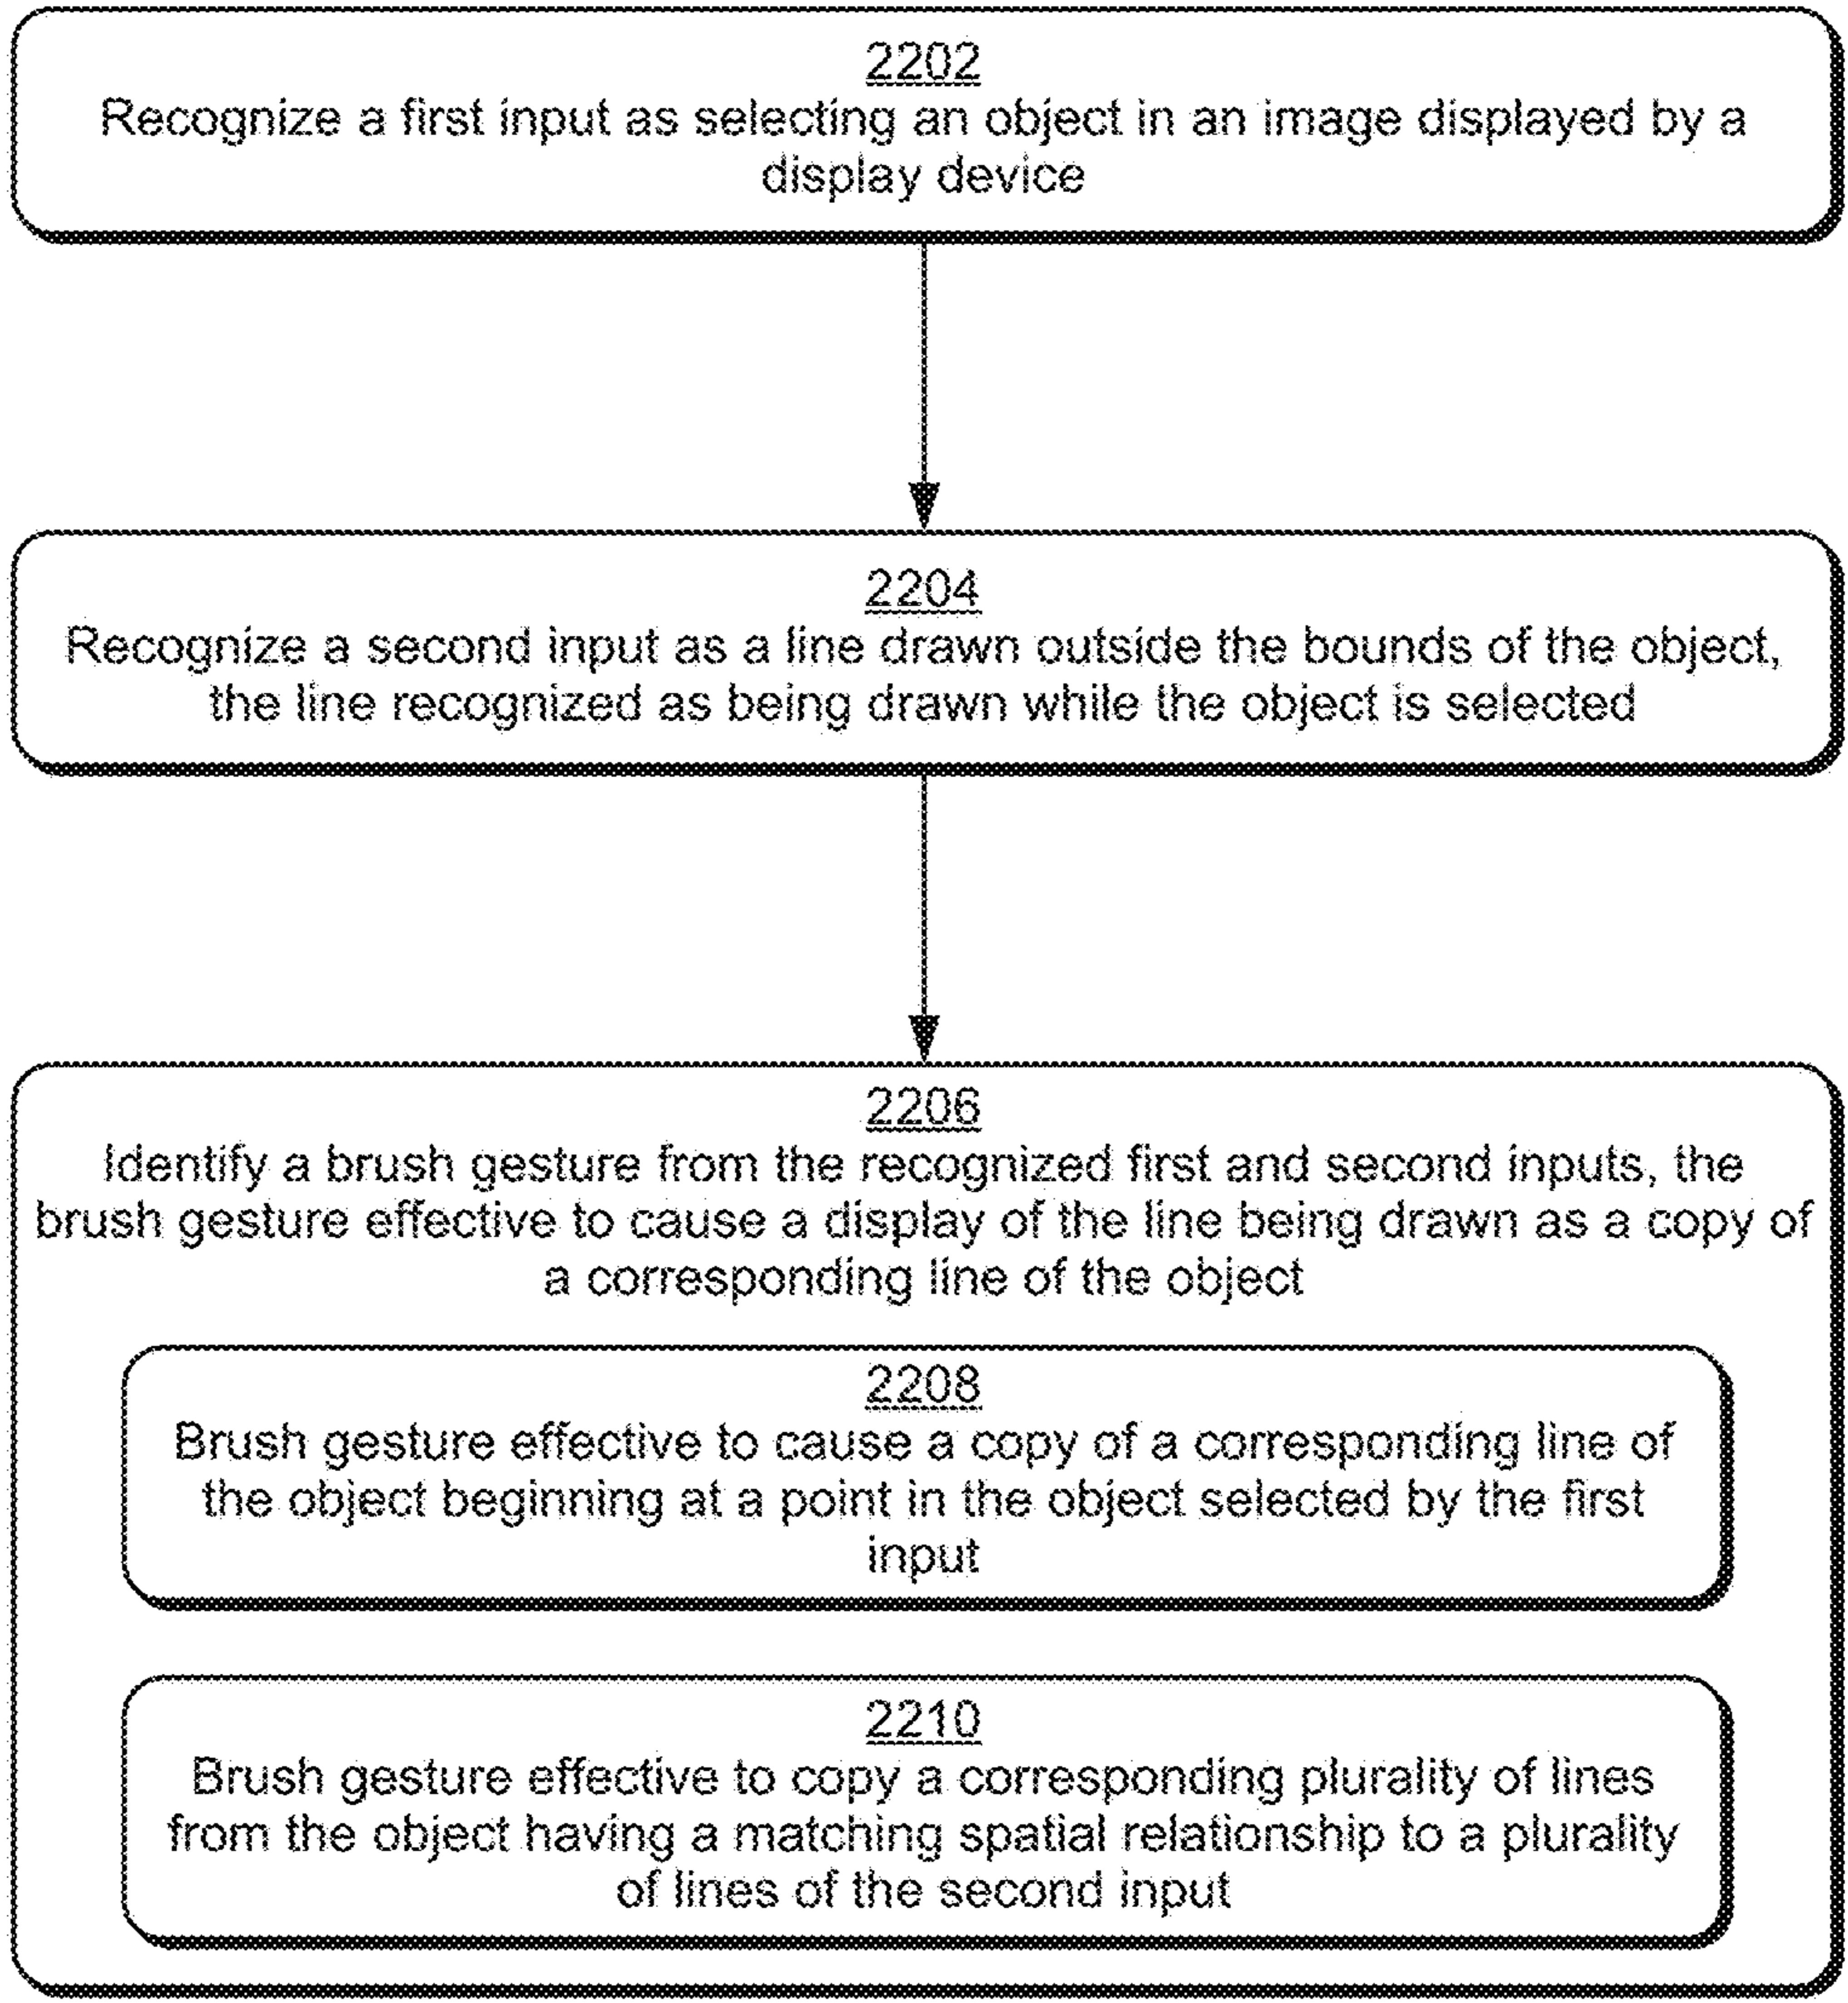 2202
Recognize a first input as selecting an object in an image displayed by a
display device
2204
Recognize a second input as a line drawn outside the bounds of the object,
the line recognized as being drawn while the object is selected
2206
Identify a brush gesture from the recognized first and second inputs, the
brush gesture effective to cause a display of the line being drawn as a copy of
a corresponding line of the object
2208
Brush gesture effective to cause a copy of a corresponding line of
the object beginning at a point in the object selected by the first
input
2210
Brush gesture effective to copy a corresponding plurality of lines
from the object having a matching spatial relationship to a plurality
of lines of the second input